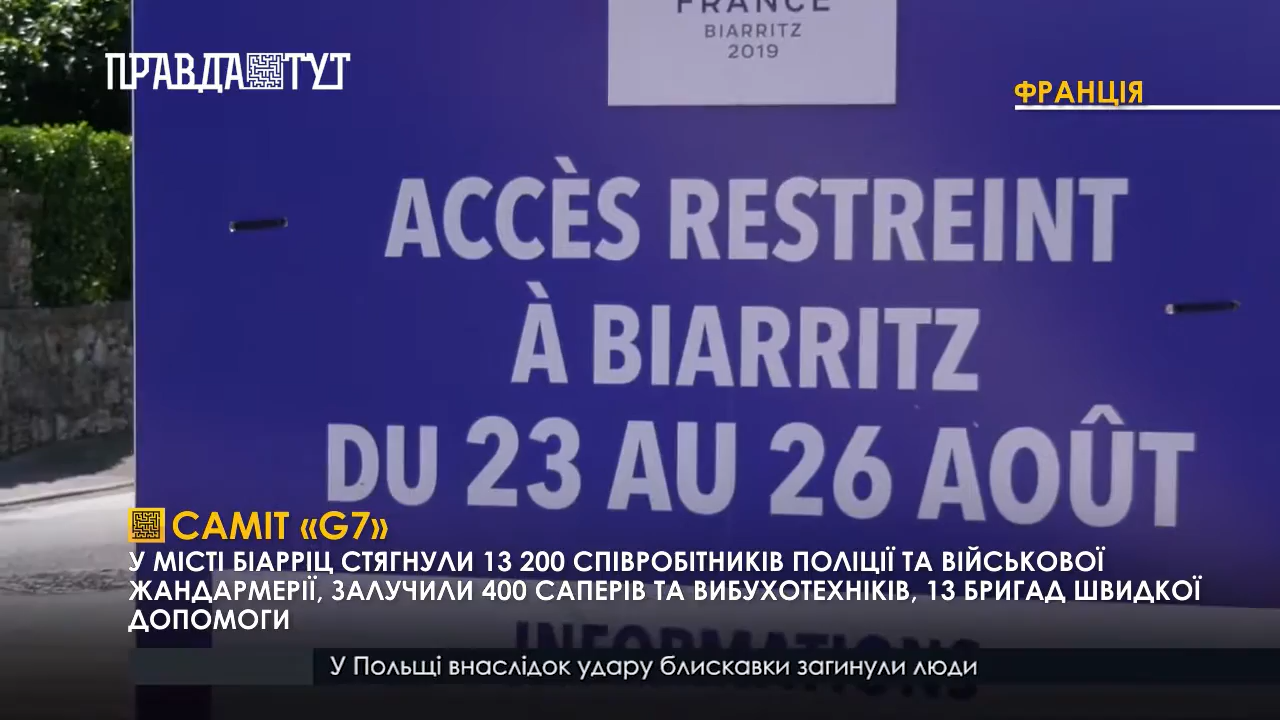 FRANCE
BIARRITZ
2019
ПРАВДА ТУТ
ФРАНЦІЯ
ACCÈS RESTREINT
À BIARRITZ
DU 23 AU 26 AOÛT
САМІТ «G7»
У МІСТІ БІАРРІЦ СТЯГНУЛИ 13 200 СПІВРОБІТНИКІВ ПОЛІЦІЇ ТА ВІЙСЬКОВОЇ
ЖАНДАРМЕРІЇ, ЗАЛУЧИЛИ 400 САПЕРІВ ТА ВИБУХОТЕХНІКІВ, 13 БРИГАД ШВИДКОЇ
ДОПОМОГИ
INFORMATIONS
У Польщі внаслідок удару блискавки загинули люди